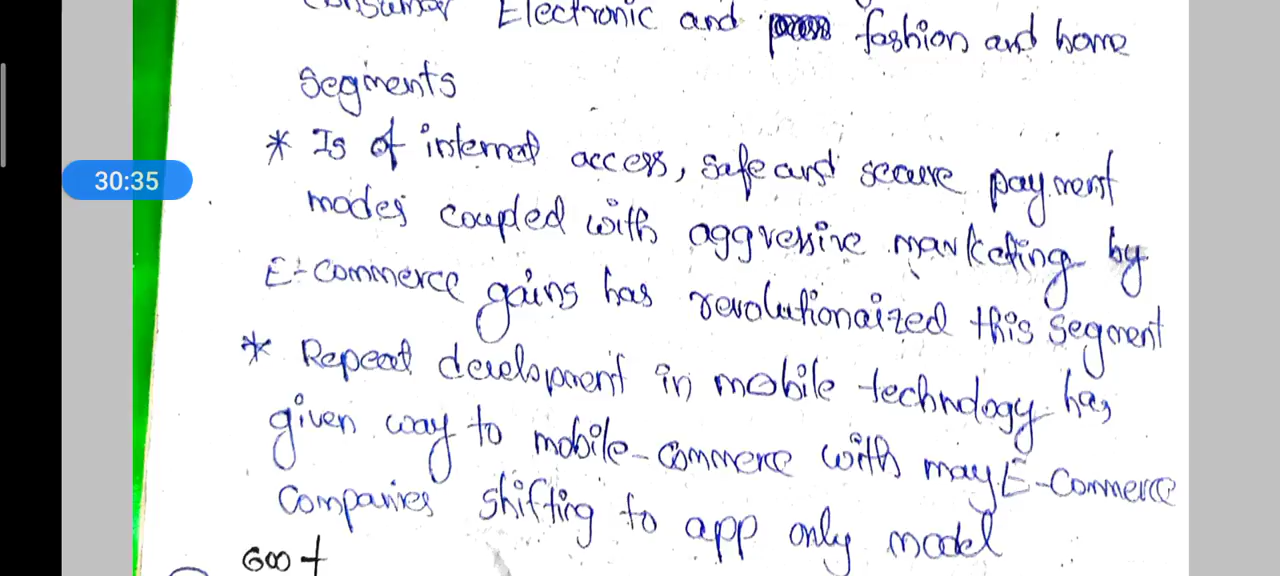 Consumer Electronic and fashion and home
segments
* Is of internet access, safe and secure payment
modes coupled with aggressive marketing by
E-commerce gains has revolutionaized this segment
* Repeat development in mobile technology has
given way to mobile-commerce with may E-commerce
companies shifting to app only model
30:35